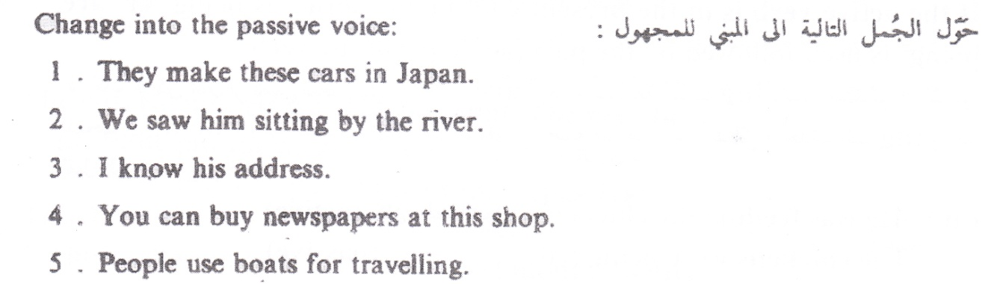 Change into the passive voice: حَوّل الجُمل التالية الى المبني للمجهول :
1 . They make these cars in Japan.
2 . We saw him sitting by the river.
3 . I know his address.
4 . You can buy newspapers at this shop.
5 . People use boats for travelling.